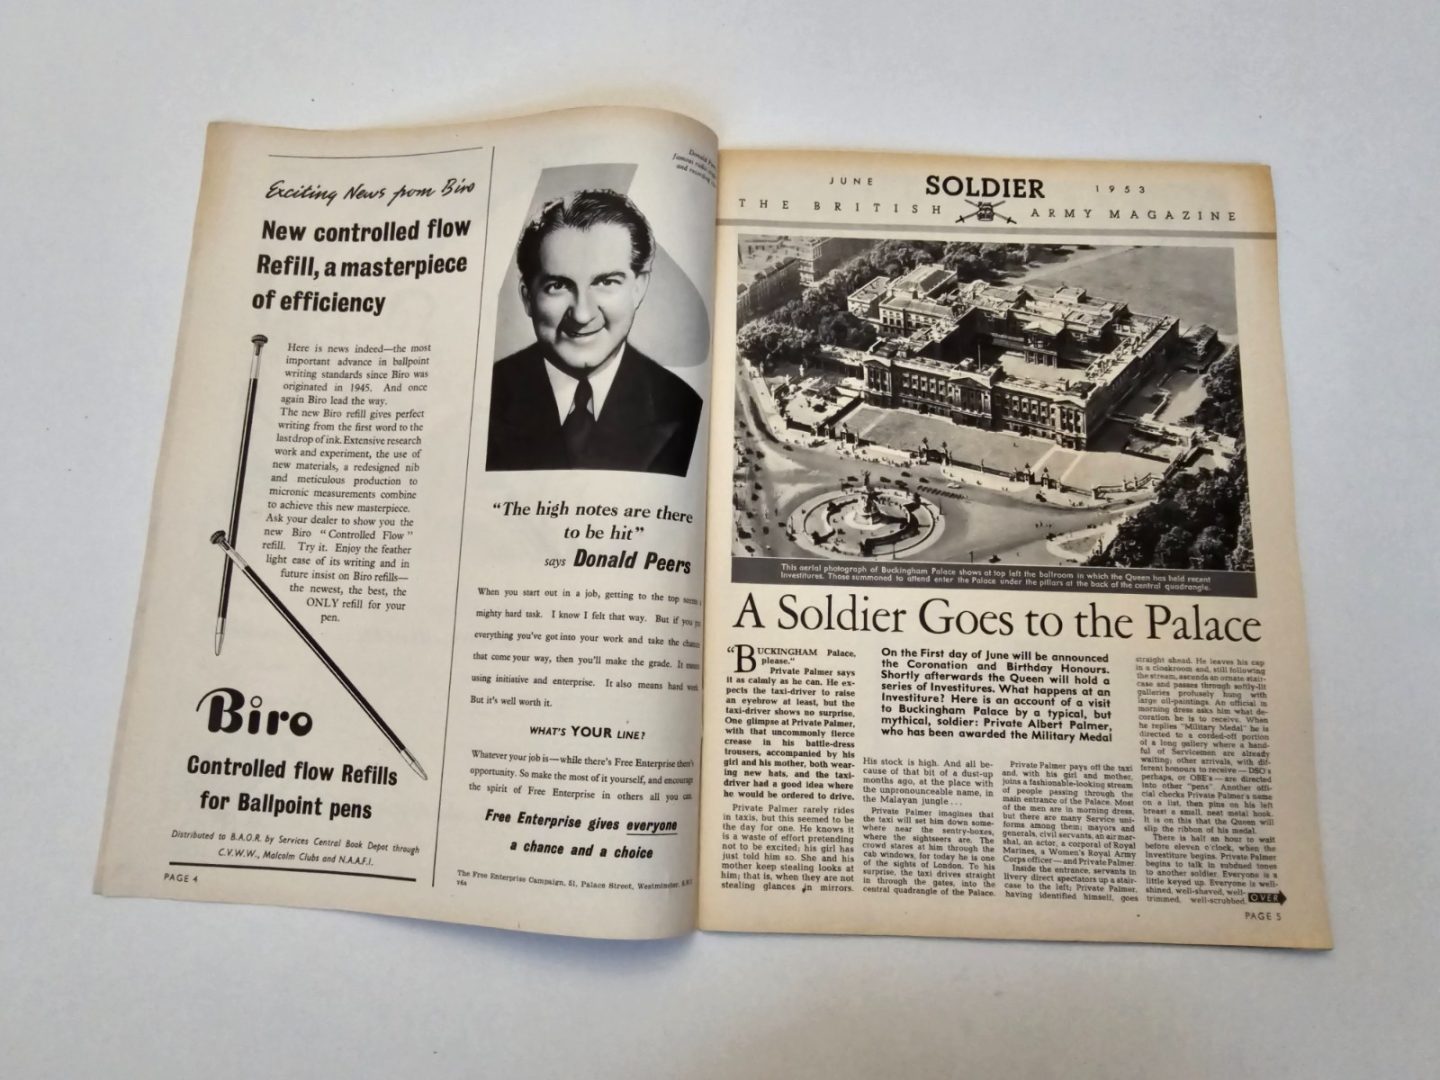 Exciting News from Biro
New controlled flow
Refill, a masterpiece
of efficiency
Here is news indeed—the most
important advance in ballpoint
writing standards since Biro was
originated in 1945. And once
again Biro lead the way.
The new Biro refill gives perfect
writing from the first word to the
last drop of ink. Extensive research
work and experiment, the use of
new materials, a redesigned nib
and meticulous production to
micronic measurements combine
to achieve this new masterpiece.
Ask your dealer to show you the
new Biro "Controlled Flow"
refill. Try it. Enjoy the feather
light ease of its writing and in
future insist on Biro refills—
the newest, the best, the
ONLY refill for your
pen.
Biro
Controlled flow Refills
for Ballpoint pens
Distributed to B.A.O.R. by Services Central Book Depot through
C.V.W.W., Malcolm Clubs and N.A.A.F.I.
PAGE 4
Donald
famous radio
and recording
"The high notes are there
to be hit"
says Donald Peers
When you start out in a job, getting to the top
mighty hard task. I know I felt that way. But if you
everything you've got into your work and take the
that come your way, then you'll make the grade. It means
using initiative and enterprise. It also means hard work.
But it's well worth it.
WHAT'S YOUR LINE?
Whatever your job is—while there's Free Enterprise there's
opportunity. So make the most of it yourself, and encourage
the spirit of Free Enterprise in others all you can.
Free Enterprise gives everyone
a chance and a choice
The Free Enterprise Campaign, 51, Palace Street, Westminster, S.W.1
JUNE SOLDIER 1953
THE BRITISH ARMY MAGAZINE
This aerial photograph of Buckingham Palace shows at top left the ballroom in which the Queen has held recent
Investitures. Those summoned to attend enter the Palace under the pillars at the back of the central quadrangle.
A Soldier Goes to the Palace
"BUCKINGHAM Palace,
please."
Private Palmer says
it as calmly as he can. He ex-
pects the taxi-driver to raise
an eyebrow at least, but the
taxi-driver shows no surprise.
One glimpse at Private Palmer,
with that uncommonly fierce
crease in his battle-dress
trousers, accompanied by his
girl and his mother, both wear-
ing new hats, and the taxi-
driver had a good idea where
he would be ordered to drive.
Private Palmer rarely rides
in taxis, but this seemed to be
the day for one. He knows it
is a waste of effort pretending
not to be excited; his girl has
just told him so. She and his
mother keep stealing looks at
him; that is, when they are not
stealing glances in mirrors.
On the First day of June will be announced
the Coronation and Birthday Honours.
Shortly afterwards the Queen will hold a
series of Investitures. What happens at an
Investiture? Here is an account of a visit
to Buckingham Palace by a typical, but
mythical, soldier: Private Albert Palmer,
who has been awarded the Military Medal
His stock is high. And all be-
cause of that bit of a dust-up
months ago, at the place with
the unpronounceable name, in
the Malayan jungle . . .
Private Palmer imagines that
the taxi will set him down some-
where near the sentry-boxes,
where the sightseers are. The
crowd stares at him through the
cab windows, for today he is one
of the sights of London. To his
surprise, the taxi drives straight
in through the gates, into the
central quadrangle of the Palace.
Private Palmer pays off the taxi
and, with his girl and mother,
joins a fashionable-looking stream
of people passing through the
main entrance of the Palace. Most
of the men are in morning dress,
but there are many Service uni-
forms among them; mayors and
generals, civil servants, an air mar-
shal, an actor, a corporal of Royal
Marines, a Women's Royal Army
Corps officer—and Private Palmer.
Inside the entrance, servants in
livery direct spectators up a stair-
case to the left; Private Palmer,
having identified himself, goes
straight ahead. He leaves his cap
in a cloakroom and, still following
the stream, ascends an ornate stair-
case and passes through softly-lit
galleries profusely hung with
large oil-paintings. An official in
morning dress asks him what de-
coration he is to receive. When
he replies "Military Medal" he is
directed to a corded-off portion
of a long gallery where a hand-
ful of Servicemen are already
waiting; other arrivals, with dif-
ferent honours to receive — DSO's
perhaps, or OBE's — are directed
into other "pens". Another offi-
cial checks Private Palmer's name
on a list, then pins on his left
breast a small, neat metal hook.
It is on this that the Queen will
slip the ribbon of his medal.
There is half an hour to wait
before eleven o'clock, when the
Investiture begins. Private Palmer
begins to talk in subdued tones
to another soldier. Everyone is a
little keyed up. Everyone is well-
shined, well-shaved, well-
trimmed, well-scrubbed.
OVER
PAGE 5